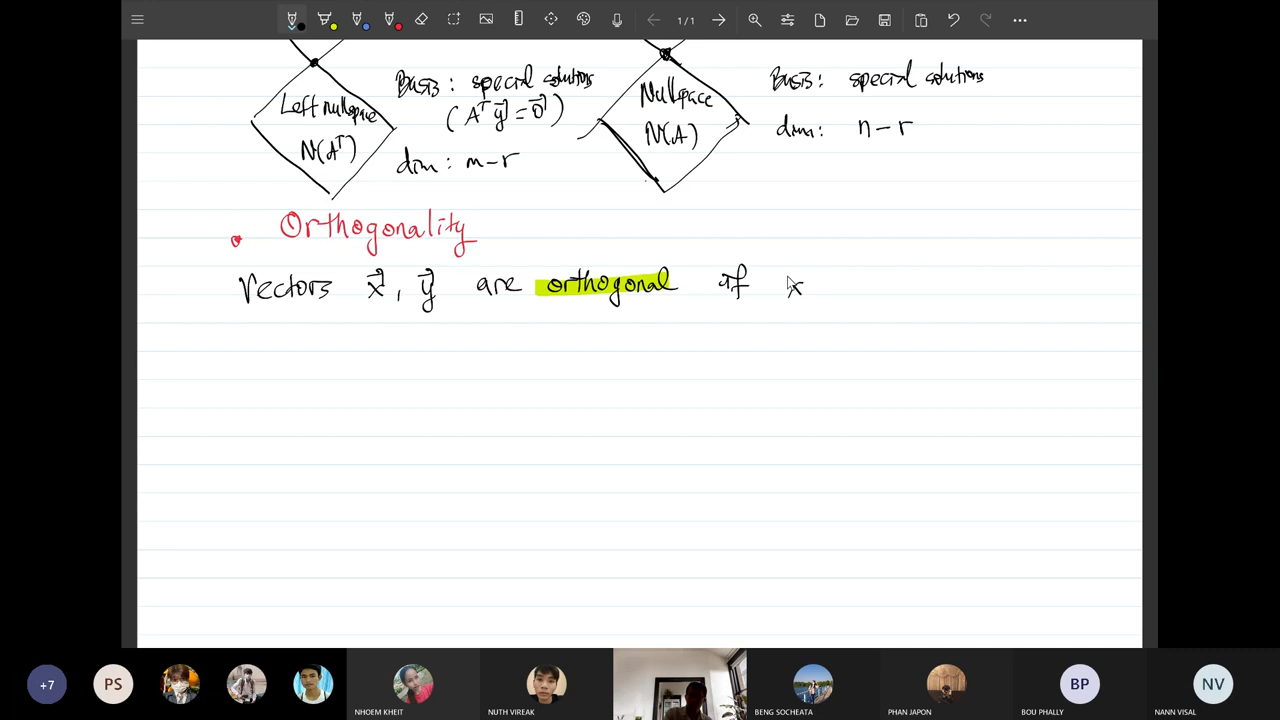 1/1
Basis: special solutions
Basis: special solutions
Left nullspace
(Aᵀ y⃗ = 0⃗)
Nullspace
N(Aᵀ)
N(A)
dim: m-r
dim: n-r
• Orthogonality
Vectors x⃗, y⃗ are orthogonal if x
+7
PS
BP
NV
NHOEM KHEIT
NUTH VIREAK
BENG SOCHEATA
PHAN JAPON
BOU PHALLY
NANN VISAL